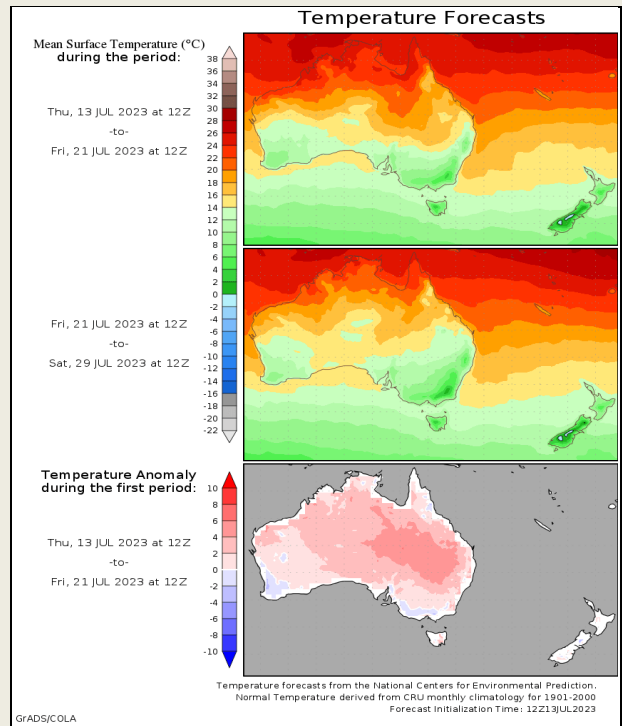 Temperature Forecasts
Mean Surface Temperature (°C)
during the period:
Thu, 13 JUL 2023 at 12Z
-to-
Fri, 21 JUL 2023 at 12Z
38
36
34
32
30
28
26
24
22
20
18
16
14
12
10
8
6
4
2
0
-2
-4
-6
-8
-10
-12
-14
-16
-18
-20
-22
Fri, 21 JUL 2023 at 12Z
-to-
Sat, 29 JUL 2023 at 12Z
Temperature Anomaly
during the first period:
Thu, 13 JUL 2023 at 12Z
-to-
Fri, 21 JUL 2023 at 12Z
10
8
6
4
2
0
-2
-4
-6
-8
-10
Temperature forecasts from the National Centers for Environmental Prediction.
Normal Temperature derived from CRU monthly climatology for 1901-2000
Forecast Initialization Time: 12Z13JUL2023
GrADS/COLA